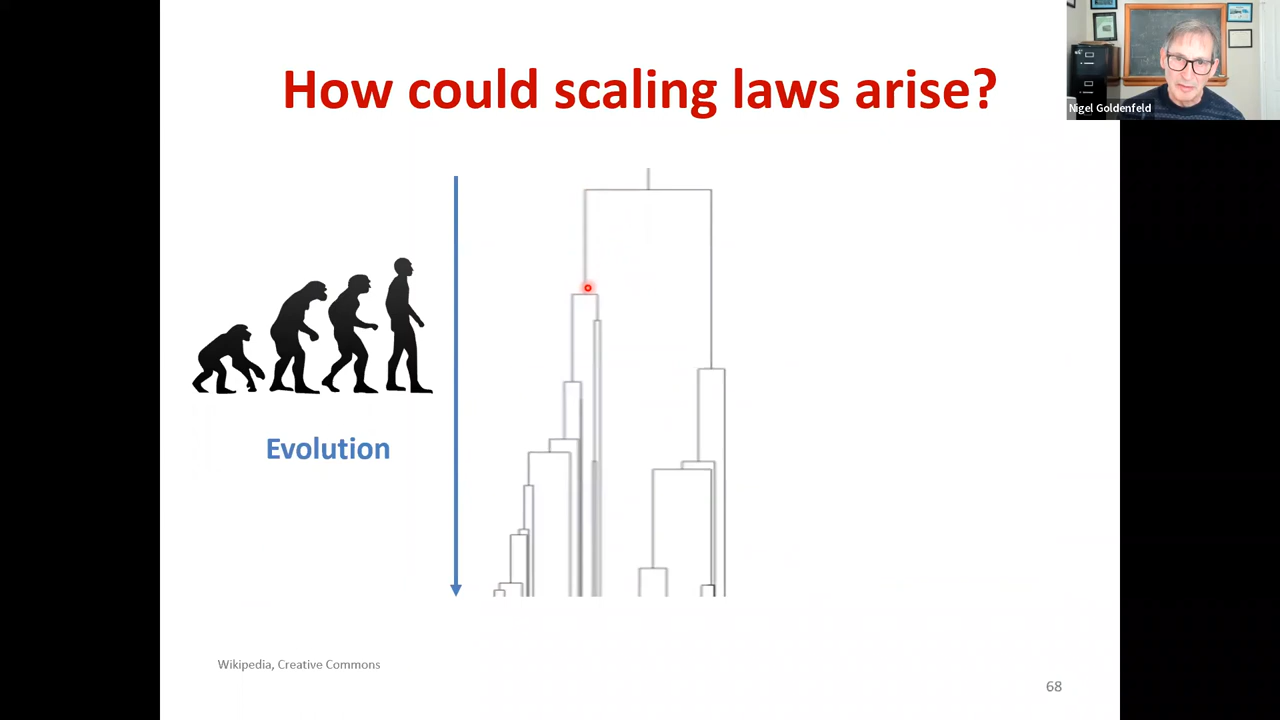 How could scaling laws arise?
Nigel Goldenfeld
Evolution
Wikipedia, Creative Commons
68